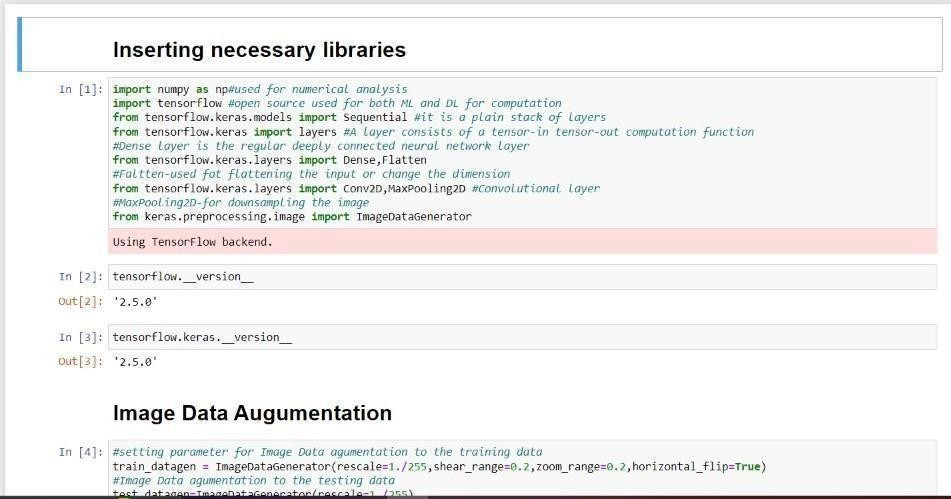 Inserting necessary libraries
In [1]: import numpy as np#used for numerical analysis
import tensorflow #open source used for both ML and DL for computation
from tensorflow.keras.models import Sequential #it is a plain stack of layers
from tensorflow.keras import layers #A layer consists of a tensor-in tensor-out computation function
#Dense layer is the regular deeply connected neural network layer
from tensorflow.keras.layers import Dense,Flatten
#Faltten-used fot flattening the input or change the dimension
from tensorflow.keras.layers import Conv2D,MaxPooling2D #Convolutional layer
#MaxPooling2D-for downsampling the image
from keras.preprocessing.image import ImageDataGenerator
Using TensorFlow backend.
In [2]: tensorflow.__version__
Out[2]: '2.5.0'
In [3]: tensorflow.keras.__version__
Out[3]: '2.5.0'
Image Data Augumentation
In [4]: #setting parameter for Image Data agumentation to the training data
train_datagen = ImageDataGenerator(rescale=1./255,shear_range=0.2,zoom_range=0.2,horizontal_flip=True)
#Image Data agumentation to the testing data
test_datagen=ImageDataGenerator(rescale=1./255)